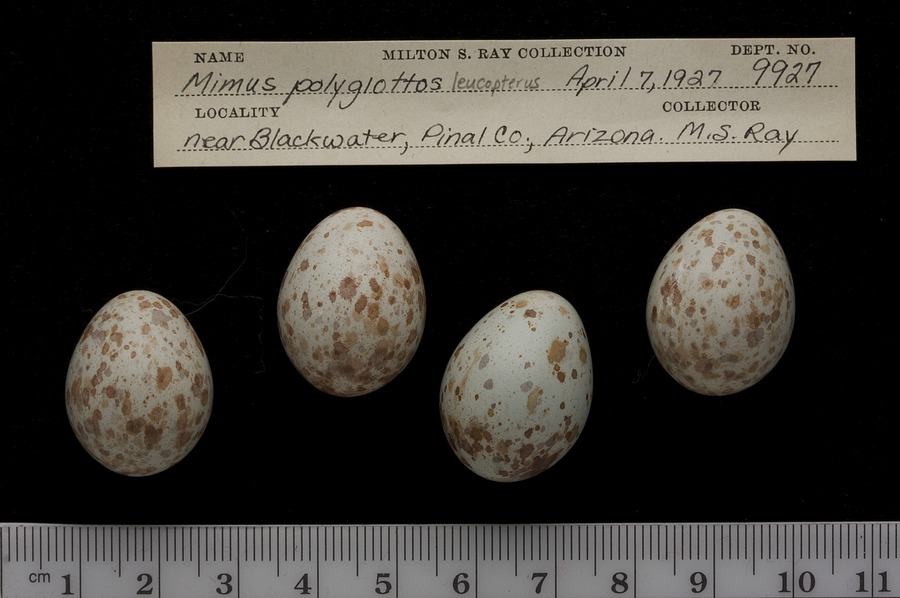 NAME MILTON S. RAY COLLECTION DEPT. NO.
Mimus polyglottos leucopterus April 7, 1927 9927
LOCALITY COLLECTOR
near Blackwater, Pinal Co., Arizona. M.S. Ray
cm 1 2 3 4 5 6 7 8 9 10 11